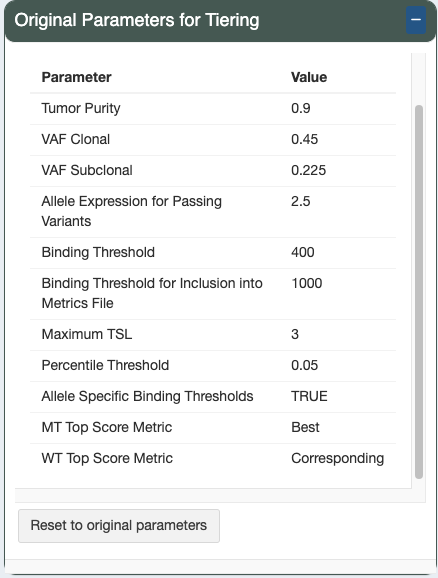 Original Parameters for Tiering
Parameter Value
Tumor Purity 0.9
VAF Clonal 0.45
VAF Subclonal 0.225
Allele Expression for Passing 2.5
Variants
Binding Threshold 400
Binding Threshold for Inclusion into 1000
Metrics File
Maximum TSL 3
Percentile Threshold 0.05
Allele Specific Binding Thresholds TRUE
MT Top Score Metric Best
WT Top Score Metric Corresponding
Reset to original parameters